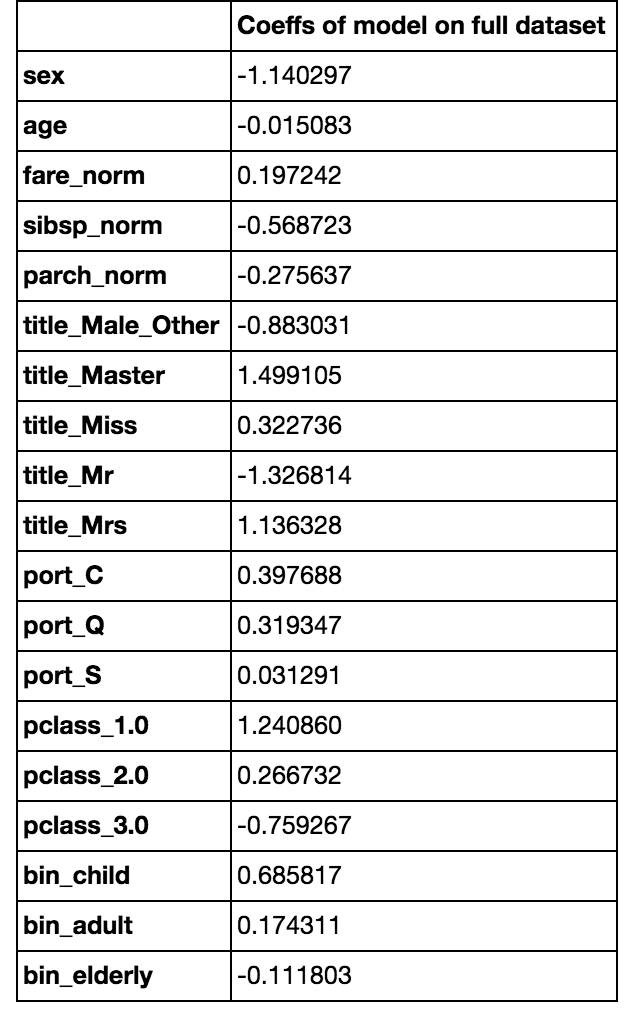 Coeffs of model on full dataset
sex -1.140297
age -0.015083
fare_norm 0.197242
sibsp_norm -0.568723
parch_norm -0.275637
title_Male_Other -0.883031
title_Master 1.499105
title_Miss 0.322736
title_Mr -1.326814
title_Mrs 1.136328
port_C 0.397688
port_Q 0.319347
port_S 0.031291
pclass_1.0 1.240860
pclass_2.0 0.266732
pclass_3.0 -0.759267
bin_child 0.685817
bin_adult 0.174311
bin_elderly -0.111803